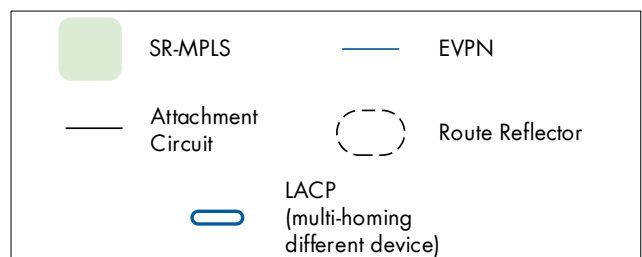 SR-MPLS
EVPN
Attachment
Circuit
Route Reflector
LACP
(multi-homing
different device)